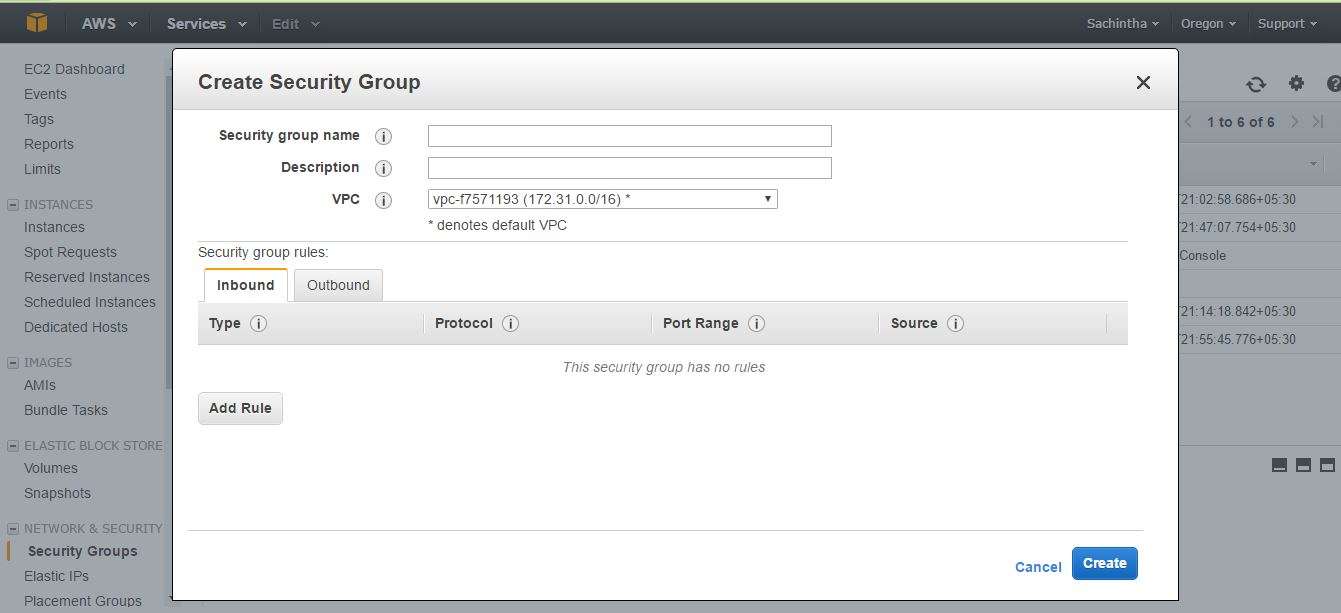 AWS Services Edit Sachintha Oregon Support
EC2 Dashboard
Events
Tags
Reports
Limits
INSTANCES
Instances
Spot Requests
Reserved Instances
Scheduled Instances
Dedicated Hosts
IMAGES
AMIs
Bundle Tasks
ELASTIC BLOCK STORE
Volumes
Snapshots
NETWORK & SECURITY
Security Groups
Elastic IPs
Placement Groups
Create Security Group
Security group name
Description
VPC vpc-f7571193 (172.31.0.0/16) *
* denotes default VPC
Security group rules:
Inbound Outbound
Type Protocol Port Range Source
This security group has no rules
Add Rule
Cancel Create
1 to 6 of 6
21:02:58.686+05:30
21:47:07.754+05:30
Console
21:14:18.842+05:30
21:55:45.776+05:30